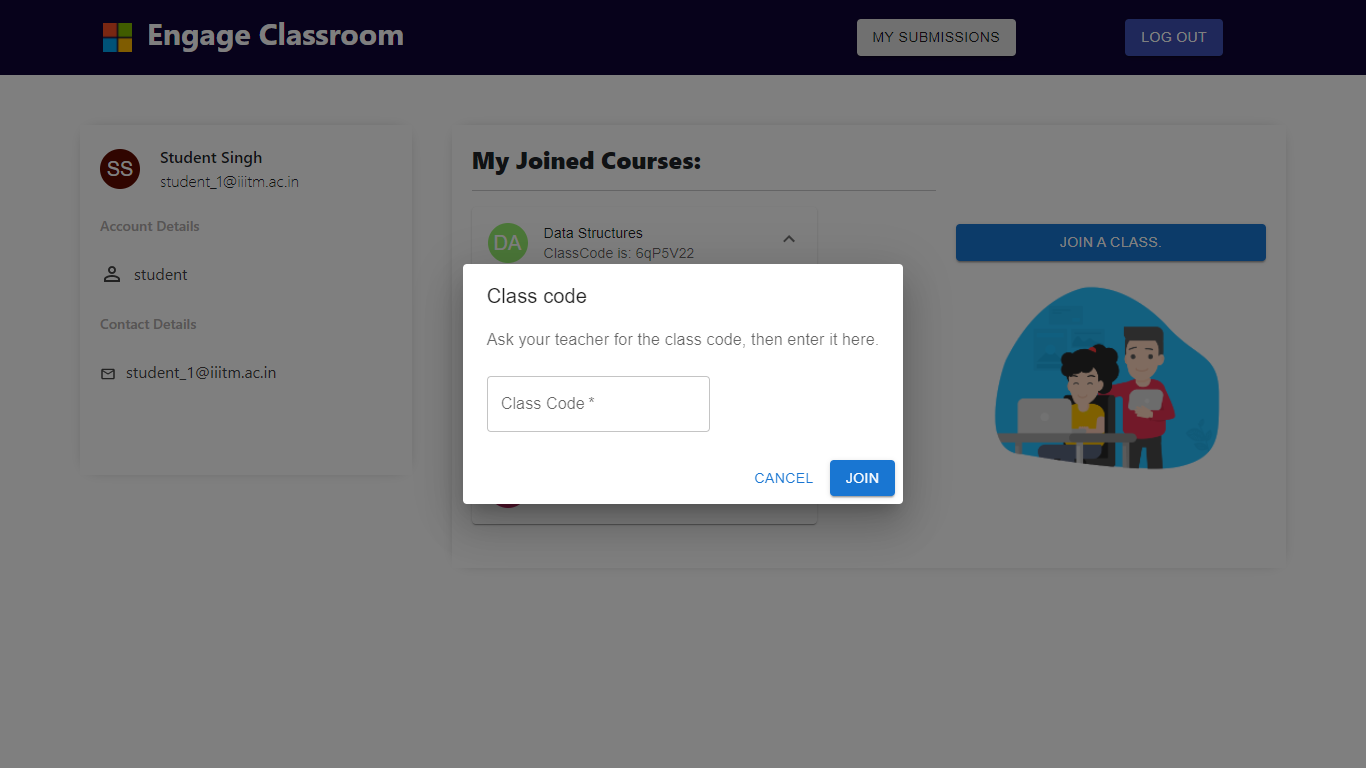 Engage Classroom
MY SUBMISSIONS
LOG OUT
SS
Student Singh
student_1@iiitm.ac.in
Account Details
student
Contact Details
student_1@iiitm.ac.in
My Joined Courses:
DA
Data Structures
ClassCode is: 6qP5V22
JOIN A CLASS.
Class code
Ask your teacher for the class code, then enter it here.
Class Code *
CANCEL
JOIN